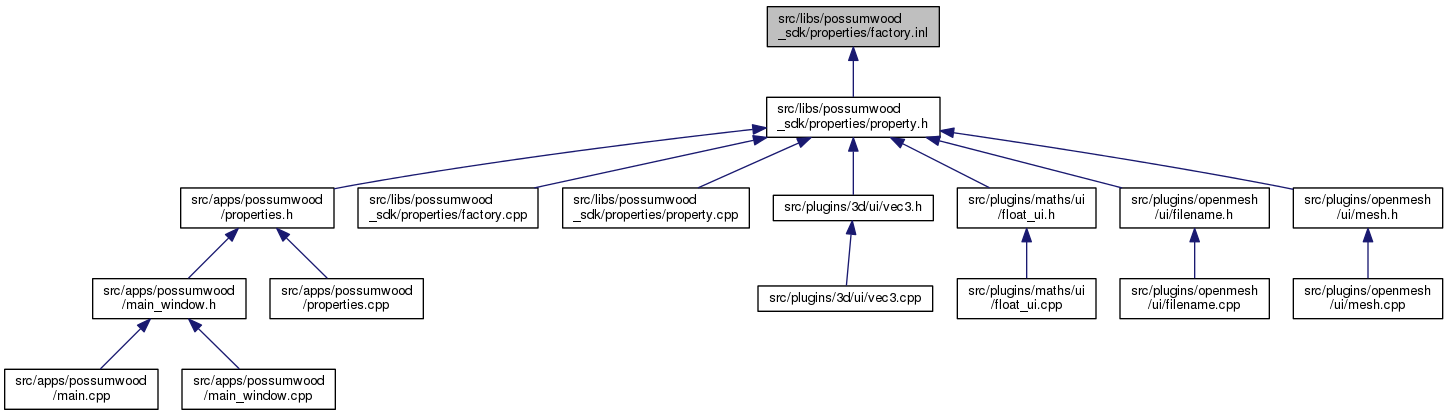 src/libs/possumwood
_sdk/properties/factory.inl
src/libs/possumwood
_sdk/properties/property.h
src/apps/possumwood
/properties.h
src/libs/possumwood
_sdk/properties/factory.cpp
src/libs/possumwood
_sdk/properties/property.cpp
src/plugins/3d/ui/vec3.h
src/plugins/maths/ui
/float_ui.h
src/plugins/openmesh
/ui/filename.h
src/plugins/openmesh
/ui/mesh.h
src/apps/possumwood
/main_window.h
src/apps/possumwood
/properties.cpp
src/plugins/3d/ui/vec3.cpp
src/plugins/maths/ui
/float_ui.cpp
src/plugins/openmesh
/ui/filename.cpp
src/plugins/openmesh
/ui/mesh.cpp
src/apps/possumwood
/main.cpp
src/apps/possumwood
/main_window.cpp